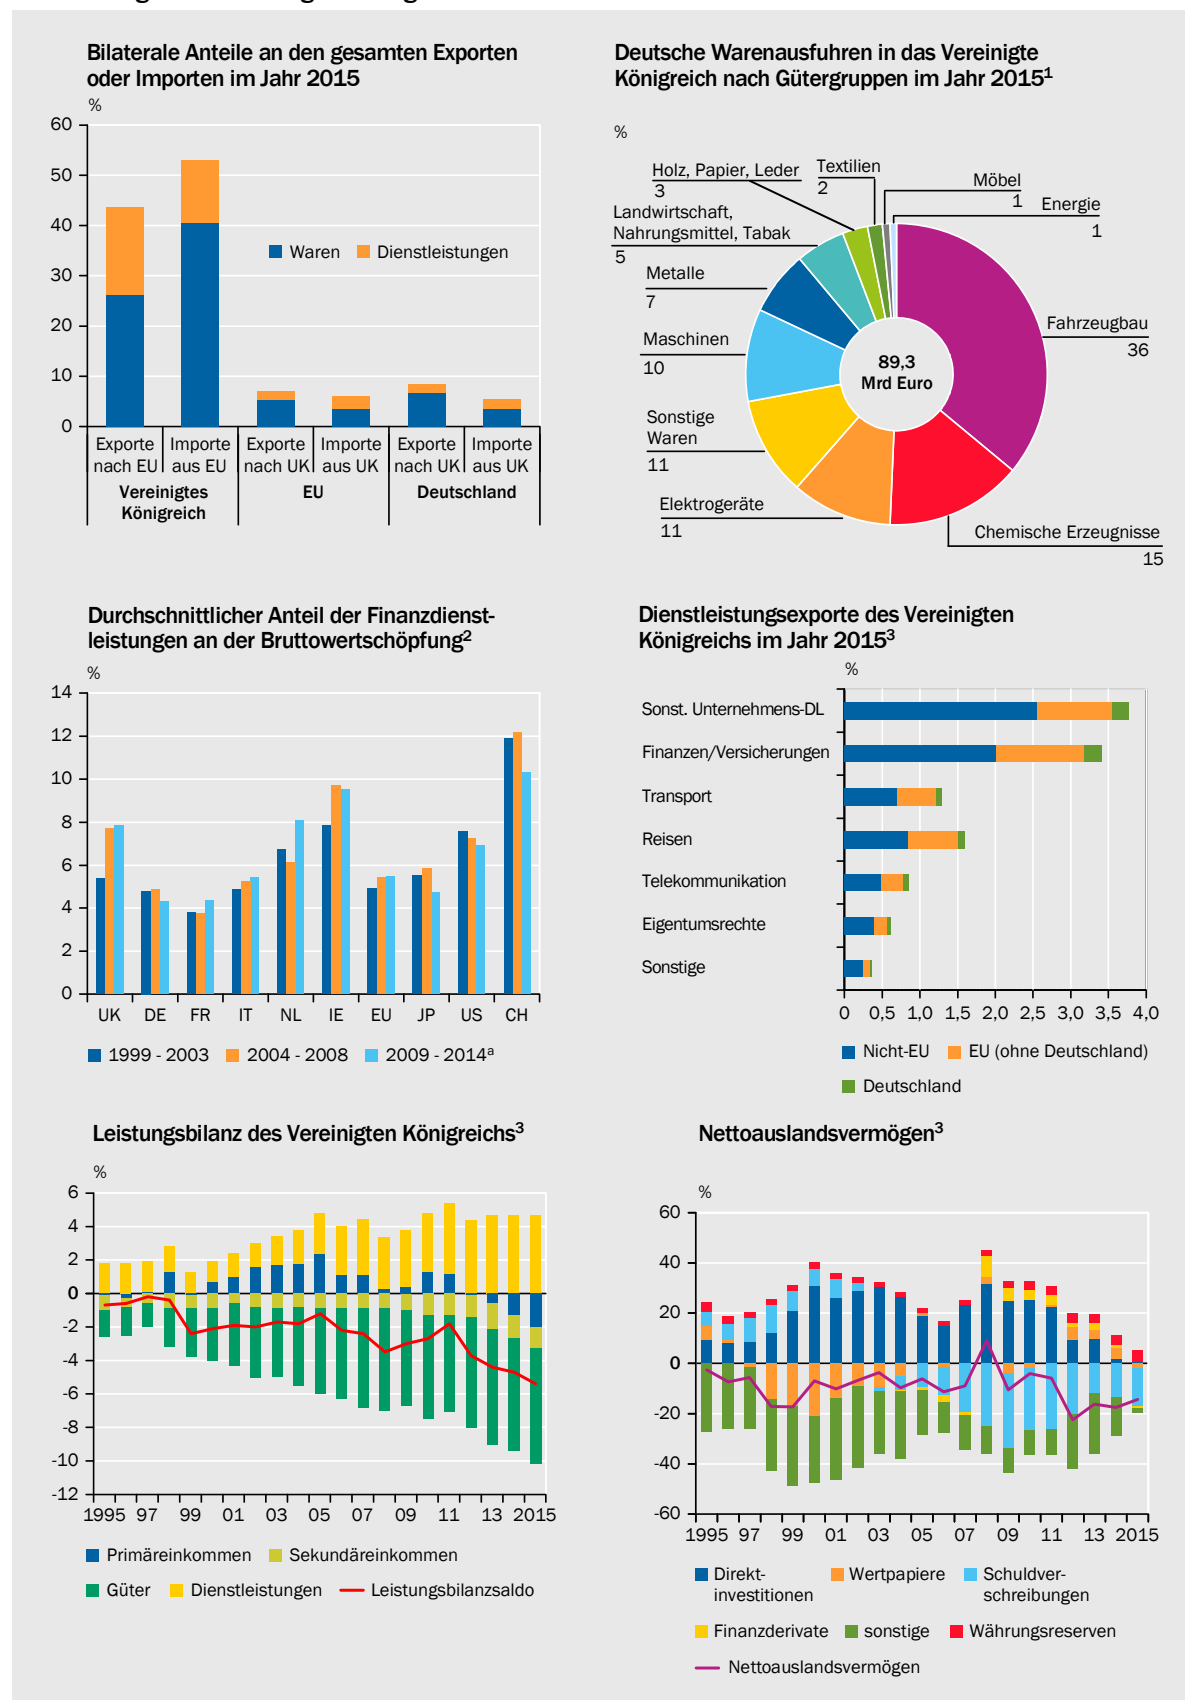 Bilaterale Anteile an den gesamten Exporten
oder Importen im Jahr 2015
%
60
50
40
30
20
10
0
Waren
Dienstleistungen
Exporte
nach EU
Importe
aus EU
Exporte
nach UK
Importe
aus UK
Exporte
nach UK
Importe
aus UK
Vereinigtes
Königreich
EU
Deutschland
Deutsche Warenausfuhren in das Vereinigte
Königreich nach Gütergruppen im Jahr 2015¹
%
Holz, Papier, Leder
3
Textilien
2
Möbel
1
Energie
1
Landwirtschaft,
Nahrungsmittel, Tabak
5
Metalle
7
Maschinen
10
Sonstige
Waren
11
Elektrogeräte
11
Fahrzeugbau
36
Chemische Erzeugnisse
15
89,3
Mrd Euro
Durchschnittlicher Anteil der Finanzdienst-
leistungen an der Bruttowertschöpfung²
%
14
12
10
8
6
4
2
0
UK DE FR IT NL IE EU JP US CH
1999 - 2003
2004 - 2008
2009 - 2014ª
Dienstleistungsexporte des Vereinigten
Königreichs im Jahr 2015³
%
Sonst. Unternehmens-DL
Finanzen/Versicherungen
Transport
Reisen
Telekommunikation
Eigentumsrechte
Sonstige
0 0,5 1,0 1,5 2,0 2,5 3,0 3,5 4,0
Nicht-EU
EU (ohne Deutschland)
Deutschland
Leistungsbilanz des Vereinigten Königreichs³
%
6
4
2
0
-2
-4
-6
-8
-10
-12
1995 97 99 01 03 05 07 09 11 13 2015
Primäreinkommen
Sekundäreinkommen
Güter
Dienstleistungen
Leistungsbilanzsaldo
Nettoauslandsvermögen³
%
60
40
20
0
-20
-40
-60
1995 97 99 01 03 05 07 09 11 13 2015
Direkt-
investitionen
Wertpapiere
Schuldver-
schreibungen
Finanzderivate
sonstige
Währungsreserven
Nettoauslandsvermögen